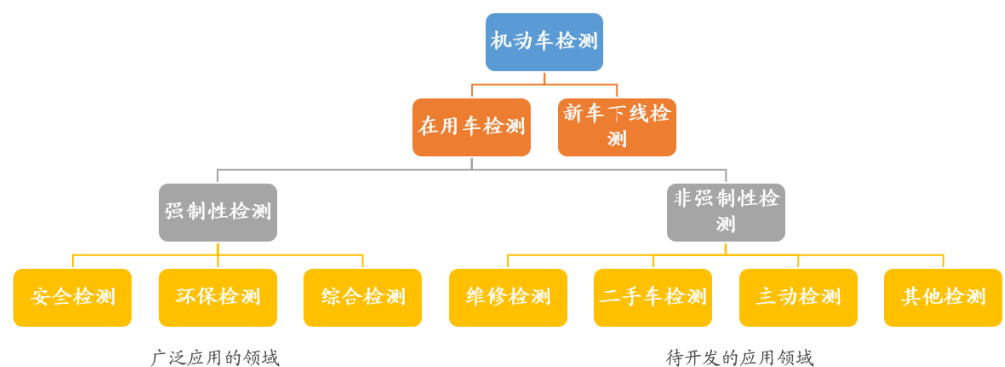 机动车检测
在用车检测
新车下线检
测
强制性检测
非强制性检
测
安全检测
环保检测
综合检测
维修检测
二手车检测
主动检测
其他检测
广泛应用的领域
待开发的应用领域